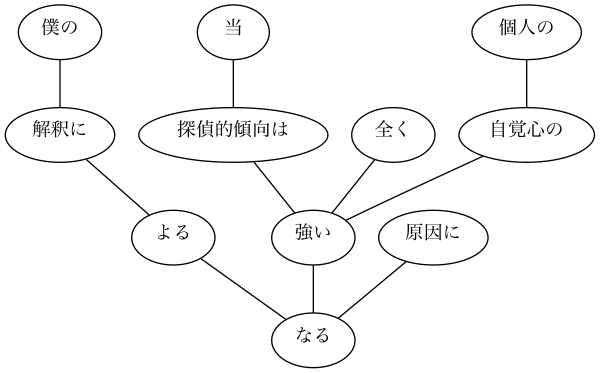 僕の
当
個人の
解釈に
探偵的傾向は
全く
自覚心の
よる
強い
原因に
なる